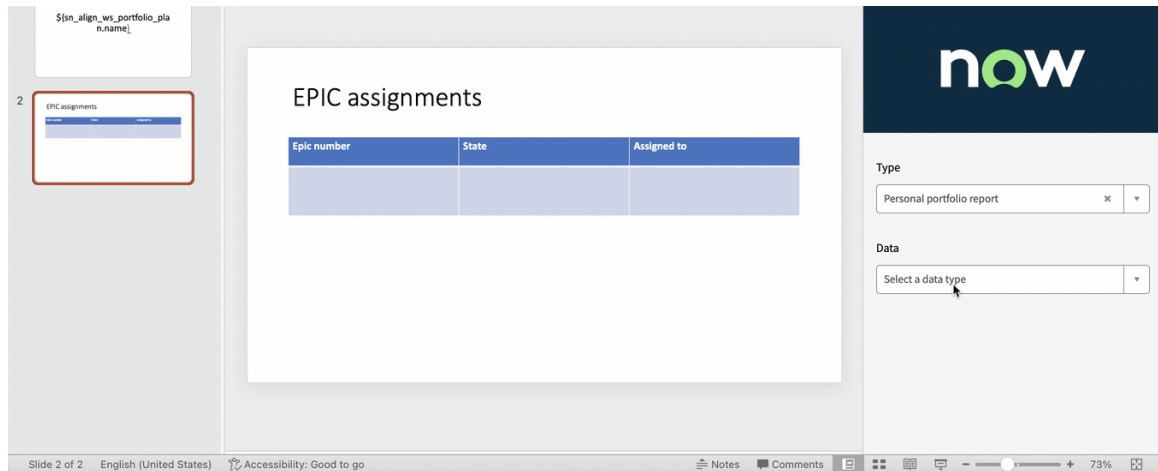 ${sn_align_ws_portfolio_pla
n.name}
2
EPIC assignments
Epic number State Assigned to
EPIC assignments
Epic number State Assigned to
now
Type
Personal portfolio report
Data
Select a data type
Slide 2 of 2 English (United States) Accessibility: Good to go Notes Comments 73%